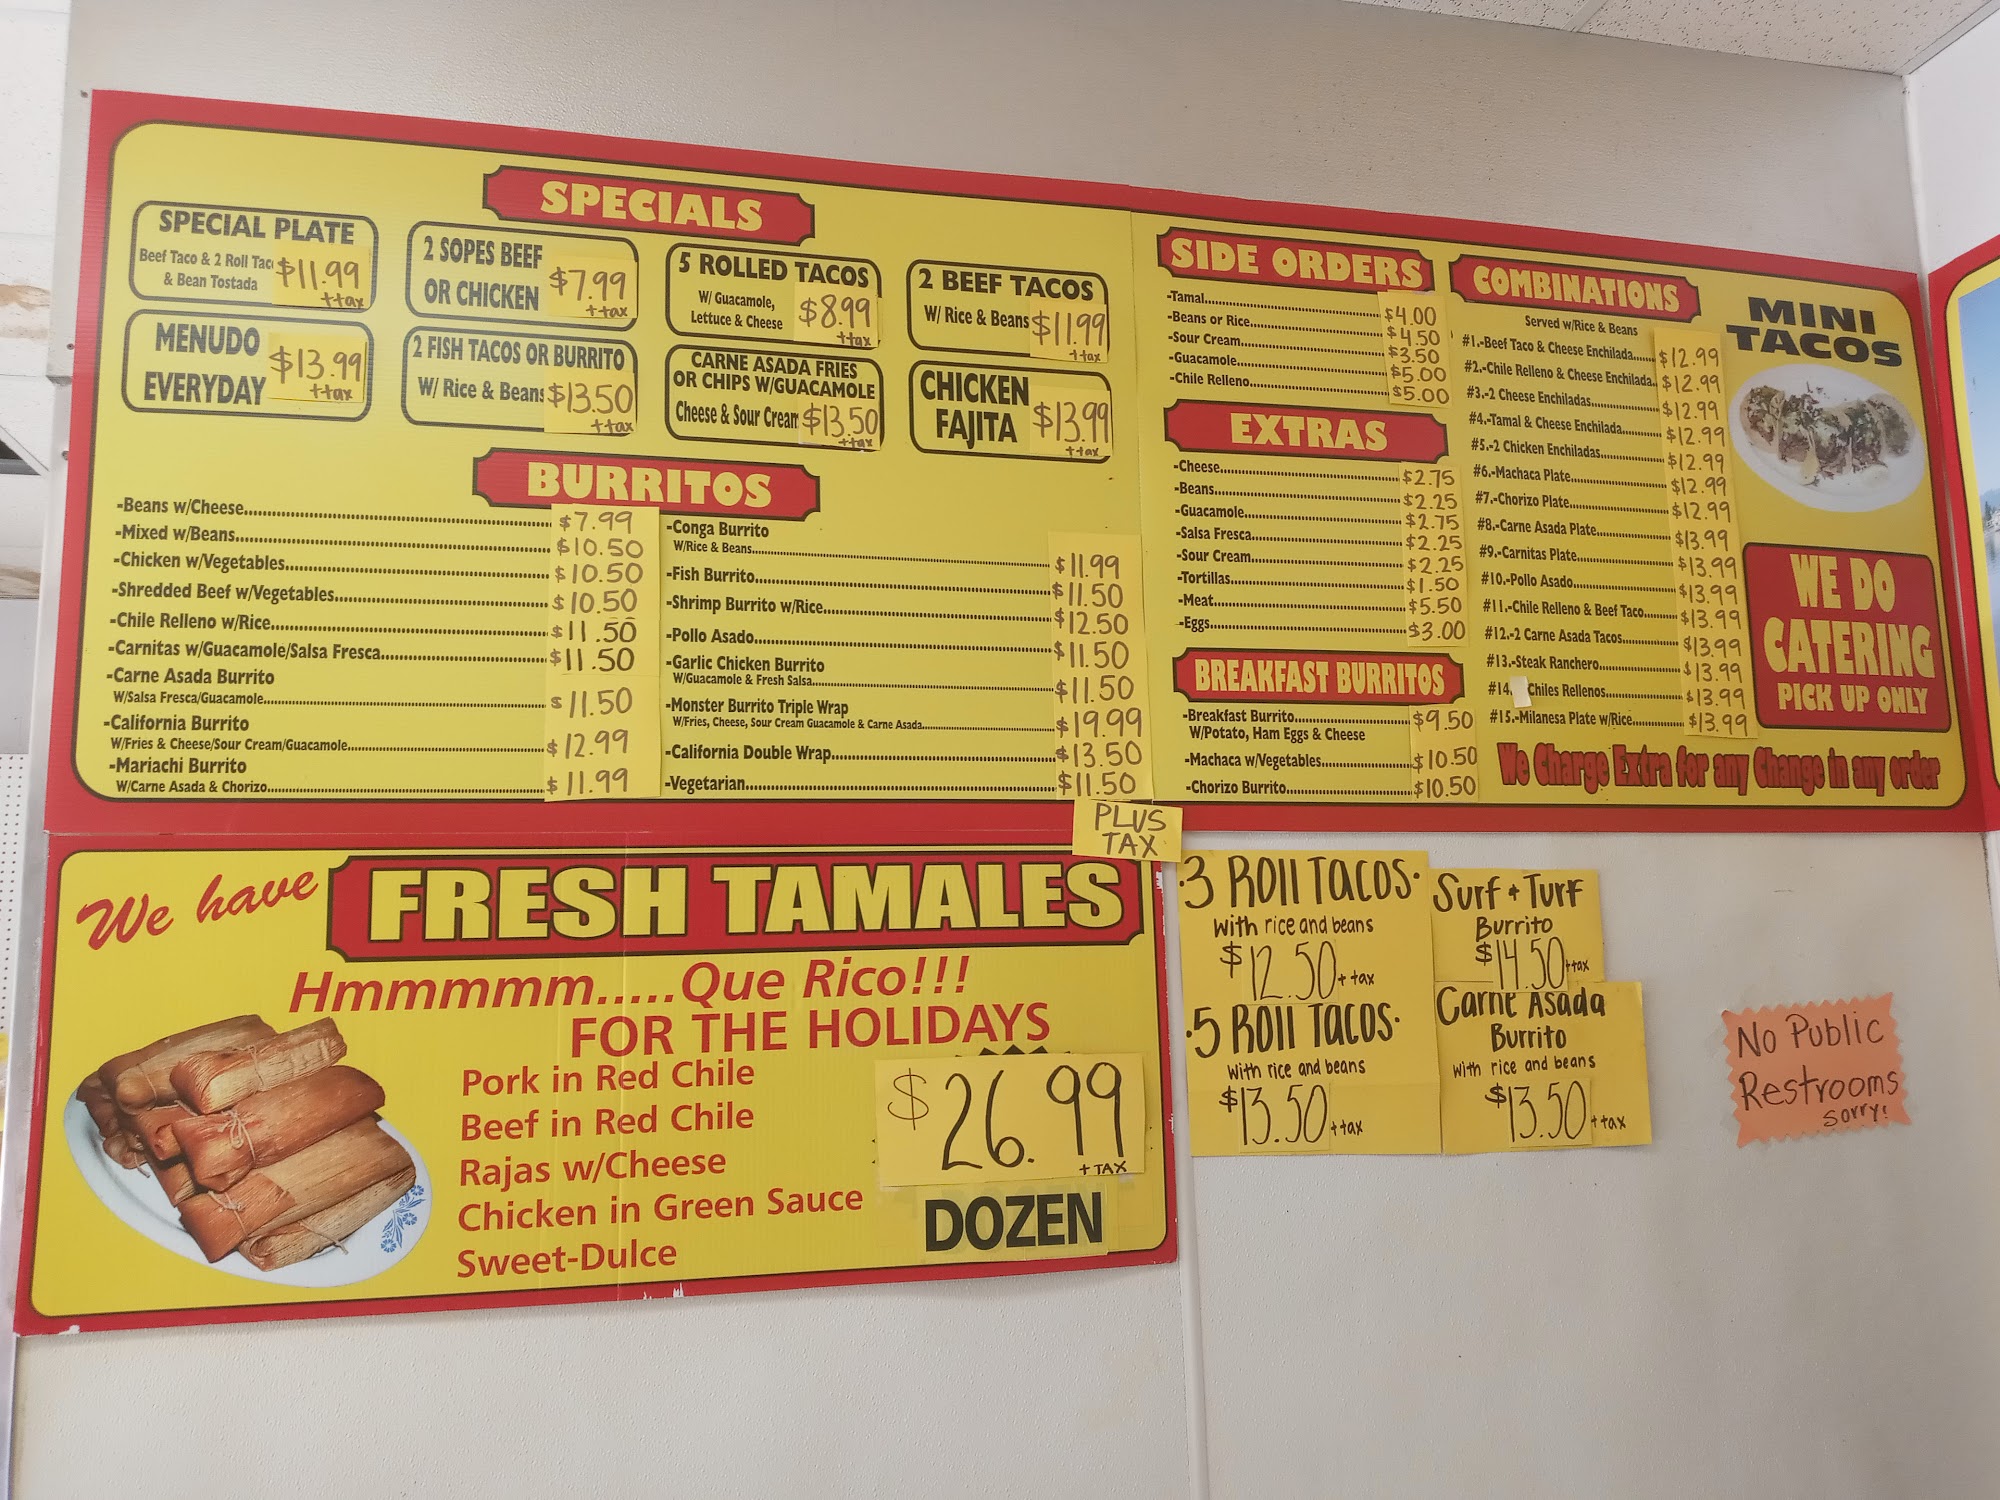 SPECIALS
SPECIAL PLATE
Beef Taco & 2 Roll Tac
& Bean Tostada
$11.99
+tax
2 SOPES BEEF
OR CHICKEN
$7.99
+tax
5 ROLLED TACOS
W/ Guacamole,
Lettuce & Cheese
$8.99
+tax
2 BEEF TACOS
W/ Rice & Beans
$11.99
+tax
MENUDO
EVERYDAY
$13.99
+tax
2 FISH TACOS OR BURRITO
W/ Rice & Beans
$13.50
+tax
CARNE ASADA FRIES
OR CHIPS W/GUACAMOLE
Cheese & Sour Cream
$13.50
+tax
CHICKEN
FAJITA
$13.99
+tax
BURRITOS
-Beans w/Cheese $7.99
-Mixed w/Beans $10.50
-Chicken w/Vegetables $10.50
-Shredded Beef w/Vegetables $10.50
-Chile Relleno w/Rice $11.50
-Carnitas w/Guacamole/Salsa Fresca $11.50
-Carne Asada Burrito
W/Salsa Fresca/Guacamole $11.50
-California Burrito
W/Fries & Cheese/Sour Cream/Guacamole $12.99
-Mariachi Burrito
W/Carne Asada & Chorizo $11.99
-Conga Burrito
W/Rice & Beans $11.99
-Fish Burrito $11.50
-Shrimp Burrito w/Rice $12.50
-Pollo Asado $11.50
-Garlic Chicken Burrito
W/Guacamole & Fresh Salsa $11.50
-Monster Burrito Triple Wrap
W/Fries, Cheese, Sour Cream Guacamole & Carne Asada $19.99
-California Double Wrap $13.50
-Vegetarian $11.50
PLUS
TAX
SIDE ORDERS
-Tamal $4.00
-Beans or Rice $4.50
-Sour Cream $3.50
-Guacamole $5.00
-Chile Relleno $5.00
EXTRAS
-Cheese $2.75
-Beans $2.25
-Guacamole $2.75
-Salsa Fresca $2.25
-Sour Cream $2.25
-Tortillas $1.50
-Meat $5.50
-Eggs $3.00
BREAKFAST BURRITOS
-Breakfast Burrito $9.50
W/Potato, Ham Eggs & Cheese
-Machaca w/Vegetables $10.50
-Chorizo Burrito $10.50
COMBINATIONS
Served w/Rice & Beans
#1.-Beef Taco & Cheese Enchilada $12.99
#2.-Chile Relleno & Cheese Enchilada $12.99
#3.-2 Cheese Enchiladas $12.99
#4.-Tamal & Cheese Enchilada $12.99
#5.-2 Chicken Enchiladas $12.99
#6.-Machaca Plate $12.99
#7.-Chorizo Plate $12.99
#8.-Carne Asada Plate $13.99
#9.-Carnitas Plate $13.99
#10.-Pollo Asado $13.99
#11.-Chile Relleno & Beef Taco $13.99
#12.-2 Carne Asada Tacos $13.99
#13.-Steak Ranchero $13.99
#14. Chiles Rellenos $13.99
#15.-Milanesa Plate w/Rice $13.99
MINI
TACOS
WE DO
CATERING
PICK UP ONLY
We Charge Extra for any Change in any order
We have
FRESH TAMALES
Hmmmmmm.....Que Rico!!!
FOR THE HOLIDAYS
Pork in Red Chile
Beef in Red Chile
Rajas w/Cheese
Chicken in Green Sauce
Sweet-Dulce
$26.99
+TAX
DOZEN
·3 ROll TACOS·
With rice and beans
$12.50 +tax
·5 ROll TACOS·
With rice and beans
$13.50 +tax
Surf + Turf
Burrito
$14.50 +tax
Carne Asada
Burrito
With rice and beans
$13.50 +tax
No Public
Restrooms
Sorry!